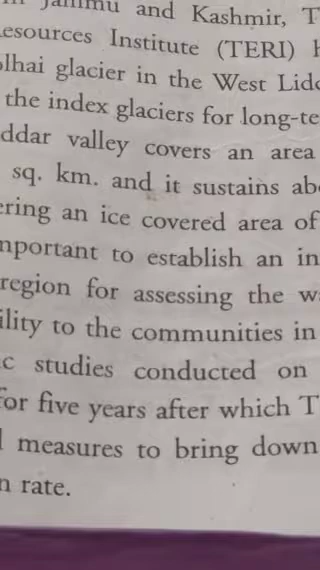 Jammu and Kashmir, T
esources Institute (TERI) h
lhai glacier in the West Lid
the index glaciers for long-te
ddar valley covers an area
sq. km. and it sustains ab
ering an ice covered area of
mportant to establish an in
region for assessing the w
ility to the communities in
c studies conducted on
for five years after which T
l measures to bring down
n rate.